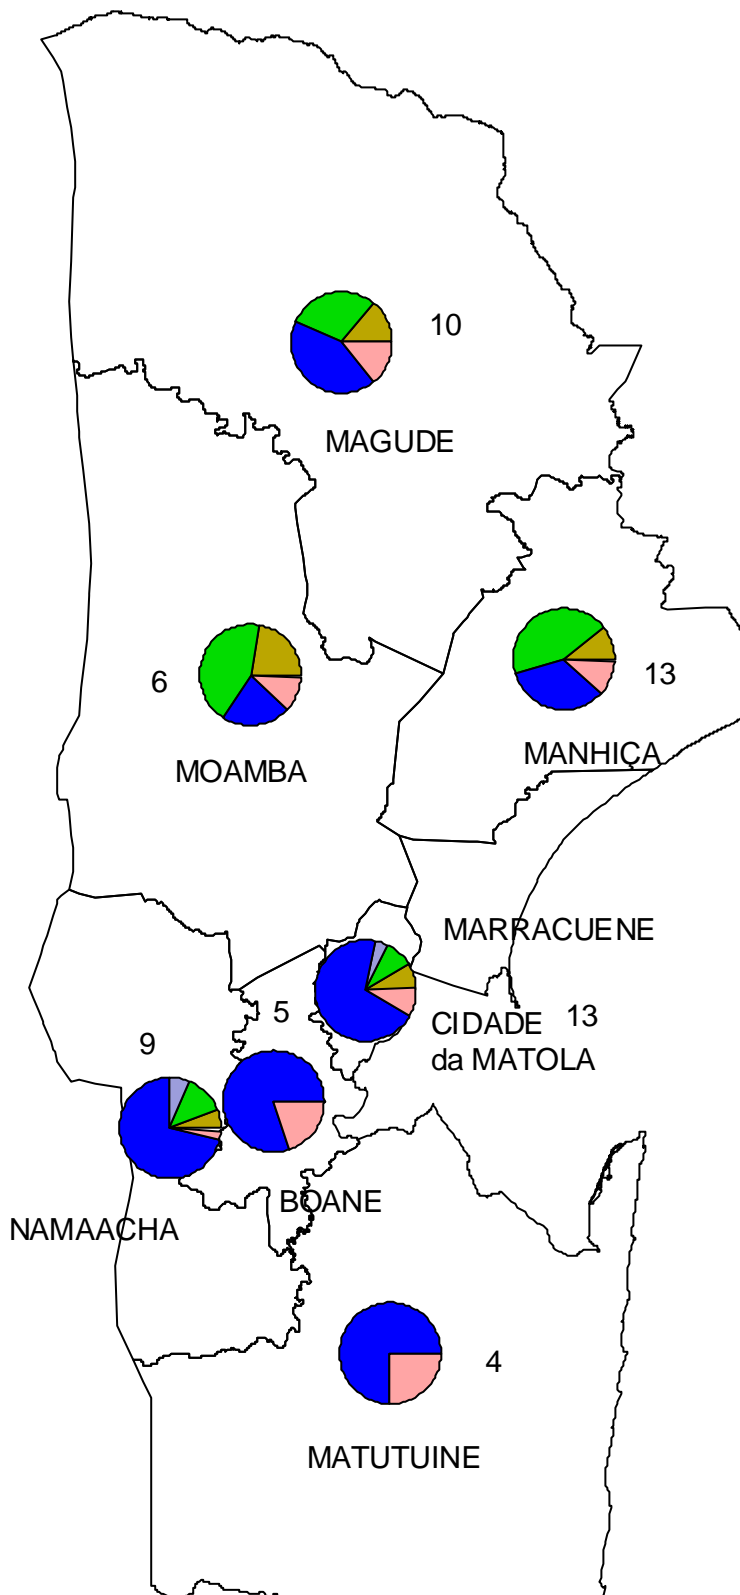 10
MAGUDE
6
MOAMBA
13
MANHIÇA
MARRACUENE
CIDADE 13
da MATOLA
5
9
BOANE
NAMAACHA
4
MATUTUINE